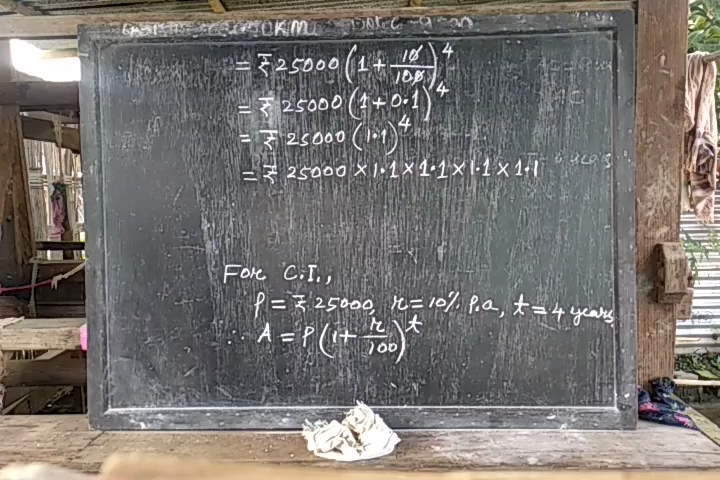 = ₹ 25000 (1 + 10/100)^4
= ₹ 25000 (1 + 0.1)^4
= ₹ 25000 (1.1)^4
= ₹ 25000 × 1.1 × 1.1 × 1.1 × 1.1
For C.I.,
P = ₹ 25000, r = 10% P.a, t = 4 years
∴ A = P (1 + r/100)^t